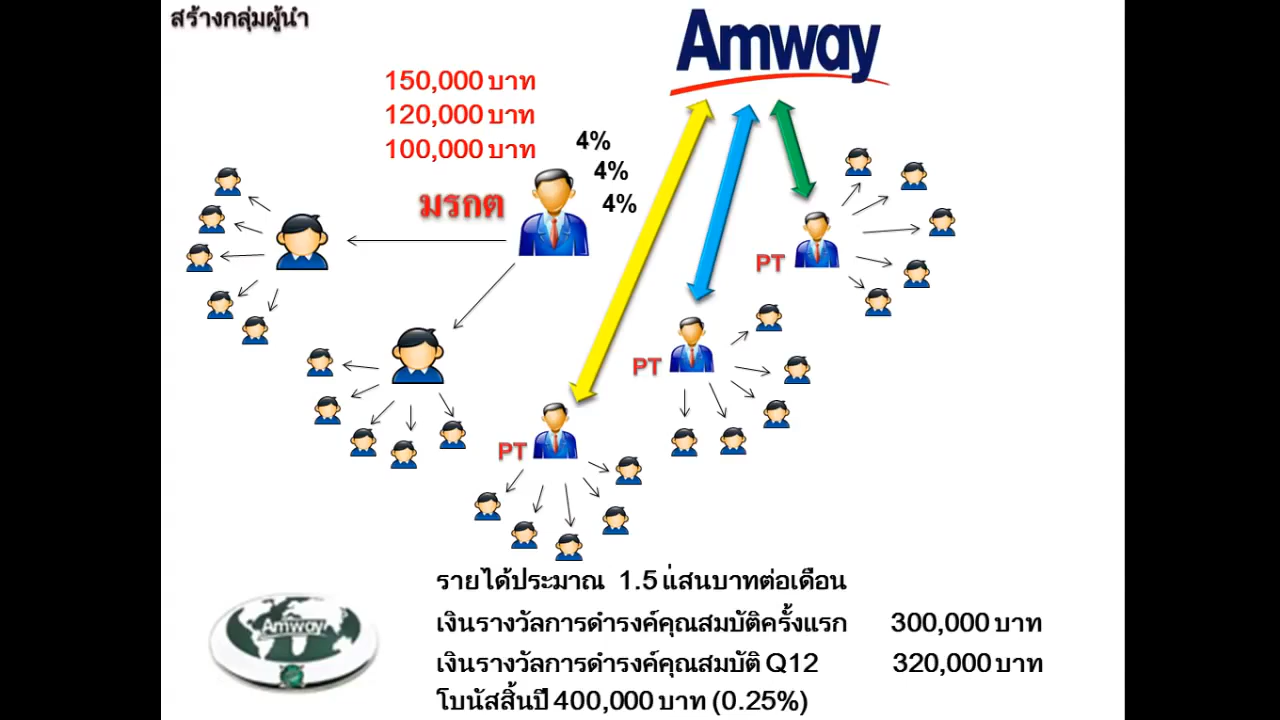 สร้างกลุ่มผู้นำ
Amway
150,000 บาท
120,000 บาท
100,000 บาท
4%
4%
4%
มรกต
PT
PT
PT
รายได้ประมาณ 1.5 แสนบาทต่อเดือน
เงินรางวัลการดำรงค์คุณสมบัติครั้งแรก 300,000 บาท
เงินรางวัลการดำรงค์คุณสมบัติ Q12 320,000 บาท
โบนัสสิ้นปี 400,000 บาท (0.25%)
Amway